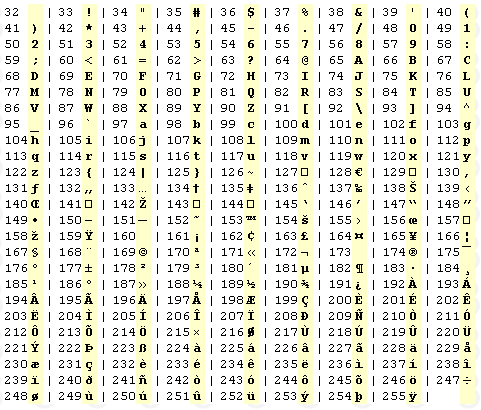 32 | 33 ! | 34 " | 35 # | 36 $ | 37 % | 38 & | 39 ' | 40 (
41 ) | 42 * | 43 + | 44 , | 45 - | 46 . | 47 / | 48 0 | 49 1
50 2 | 51 3 | 52 4 | 53 5 | 54 6 | 55 7 | 56 8 | 57 9 | 58 :
59 ; | 60 < | 61 = | 62 > | 63 ? | 64 @ | 65 A | 66 B | 67 C
68 D | 69 E | 70 F | 71 G | 72 H | 73 I | 74 J | 75 K | 76 L
77 M | 78 N | 79 O | 80 P | 81 Q | 82 R | 83 S | 84 T | 85 U
86 V | 87 W | 88 X | 89 Y | 90 Z | 91 [ | 92 \ | 93 ] | 94 ^
95 _ | 96 ` | 97 a | 98 b | 99 c | 100 d | 101 e | 102 f | 103 g
104 h | 105 i | 106 j | 107 k | 108 l | 109 m | 110 n | 111 o | 112 p
113 q | 114 r | 115 s | 116 t | 117 u | 118 v | 119 w | 120 x | 121 y
122 z | 123 { | 124 | | 125 } | 126 ~ | 127 □ | 128 € | 129 □ | 130 ‚
131 ƒ | 132 „ | 133 … | 134 † | 135 ‡ | 136 ˆ | 137 ‰ | 138 Š | 139 ‹
140 Œ | 141 □ | 142 Ž | 143 □ | 144 □ | 145 ‘ | 146 ’ | 147 “ | 148 ”
149 • | 150 – | 151 — | 152 ˜ | 153 ™ | 154 š | 155 › | 156 œ | 157 □
158 ž | 159 Ÿ | 160 | 161 ¡ | 162 ¢ | 163 £ | 164 ¤ | 165 ¥ | 166 ¦
167 § | 168 ¨ | 169 © | 170 ª | 171 « | 172 ¬ | 173 | 174 ® | 175 ¯
176 ° | 177 ± | 178 ² | 179 ³ | 180 ´ | 181 µ | 182 ¶ | 183 · | 184 ¸
185 ¹ | 186 º | 187 » | 188 ¼ | 189 ½ | 190 ¾ | 191 ¿ | 192 À | 193 Á
194 Â | 195 Ã | 196 Ä | 197 Å | 198 Æ | 199 Ç | 200 È | 201 É | 202 Ê
203 Ë | 204 Ì | 205 Í | 206 Î | 207 Ï | 208 Ð | 209 Ñ | 210 Ò | 211 Ó
212 Ô | 213 Õ | 214 Ö | 215 × | 216 Ø | 217 Ù | 218 Ú | 219 Û | 220 Ü
221 Ý | 222 Þ | 223 ß | 224 à | 225 á | 226 â | 227 ã | 228 ä | 229 å
230 æ | 231 ç | 232 è | 233 é | 234 ê | 235 ë | 236 ì | 237 í | 238 î
239 ï | 240 ð | 241 ñ | 242 ò | 243 ó | 244 ô | 245 õ | 246 ö | 247 ÷
248 ø | 249 ù | 250 ú | 251 û | 252 ü | 253 ý | 254 þ | 255 ÿ |